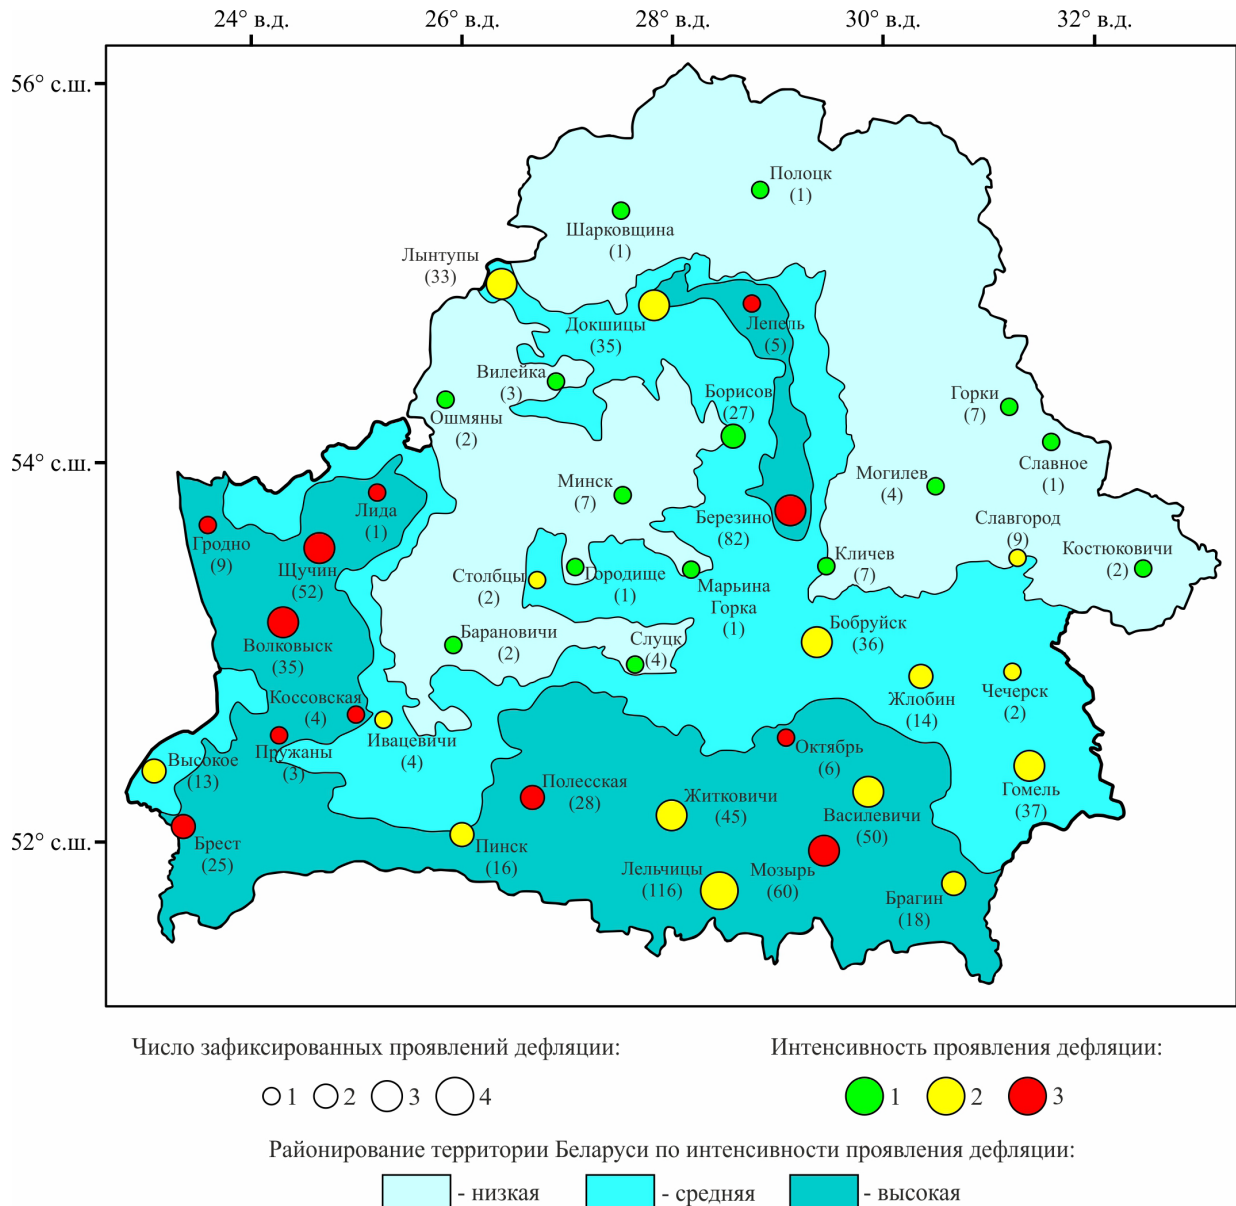 24° в.д.
26° в.д.
28° в.д.
30° в.д.
32° в.д.
56° с.ш.
54° с.ш.
52° с.ш.
Полоцк
(1)
Шарковщина
(1)
Лынтупы
(33)
Докшицы
(35)
Лепель
(5)
Вилейка
(3)
Борисов
(27)
Ошмяны
(2)
Горки
(7)
Славное
(1)
Могилев
(4)
Минск
(7)
Лида
(1)
Березино
(82)
Славгород
(9)
Гродно
(9)
Щучин
(52)
Кличев
(7)
Костюковичи
(2)
Столбцы
(2)
Городище
(1)
Марьина
Горка
(1)
Волковыск
(35)
Барановичи
(2)
Слуцк
(4)
Бобруйск
(36)
Коссовская
(4)
Жлобин
(14)
Чечерск
(2)
Ивацевичи
(4)
Пружаны
(3)
Октябрь
(6)
Высокое
(13)
Полесская
(28)
Житковичи
(45)
Василевичи
(50)
Гомель
(37)
Брест
(25)
Пинск
(16)
Лельчицы
(116)
Мозырь
(60)
Брагин
(18)
Число зафиксированных проявлений дефляции:
1 2 3 4
Интенсивность проявления дефляции:
1 2 3
Районирование территории Беларуси по интенсивности проявления дефляции:
- низкая - средняя - высокая